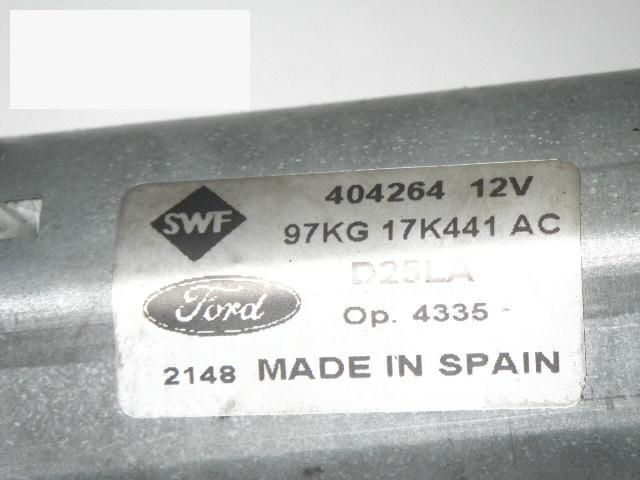 SWF 404264 12V
97KG 17K441 AC
D25LA
Ford Op. 4335 -
2148 MADE IN SPAIN